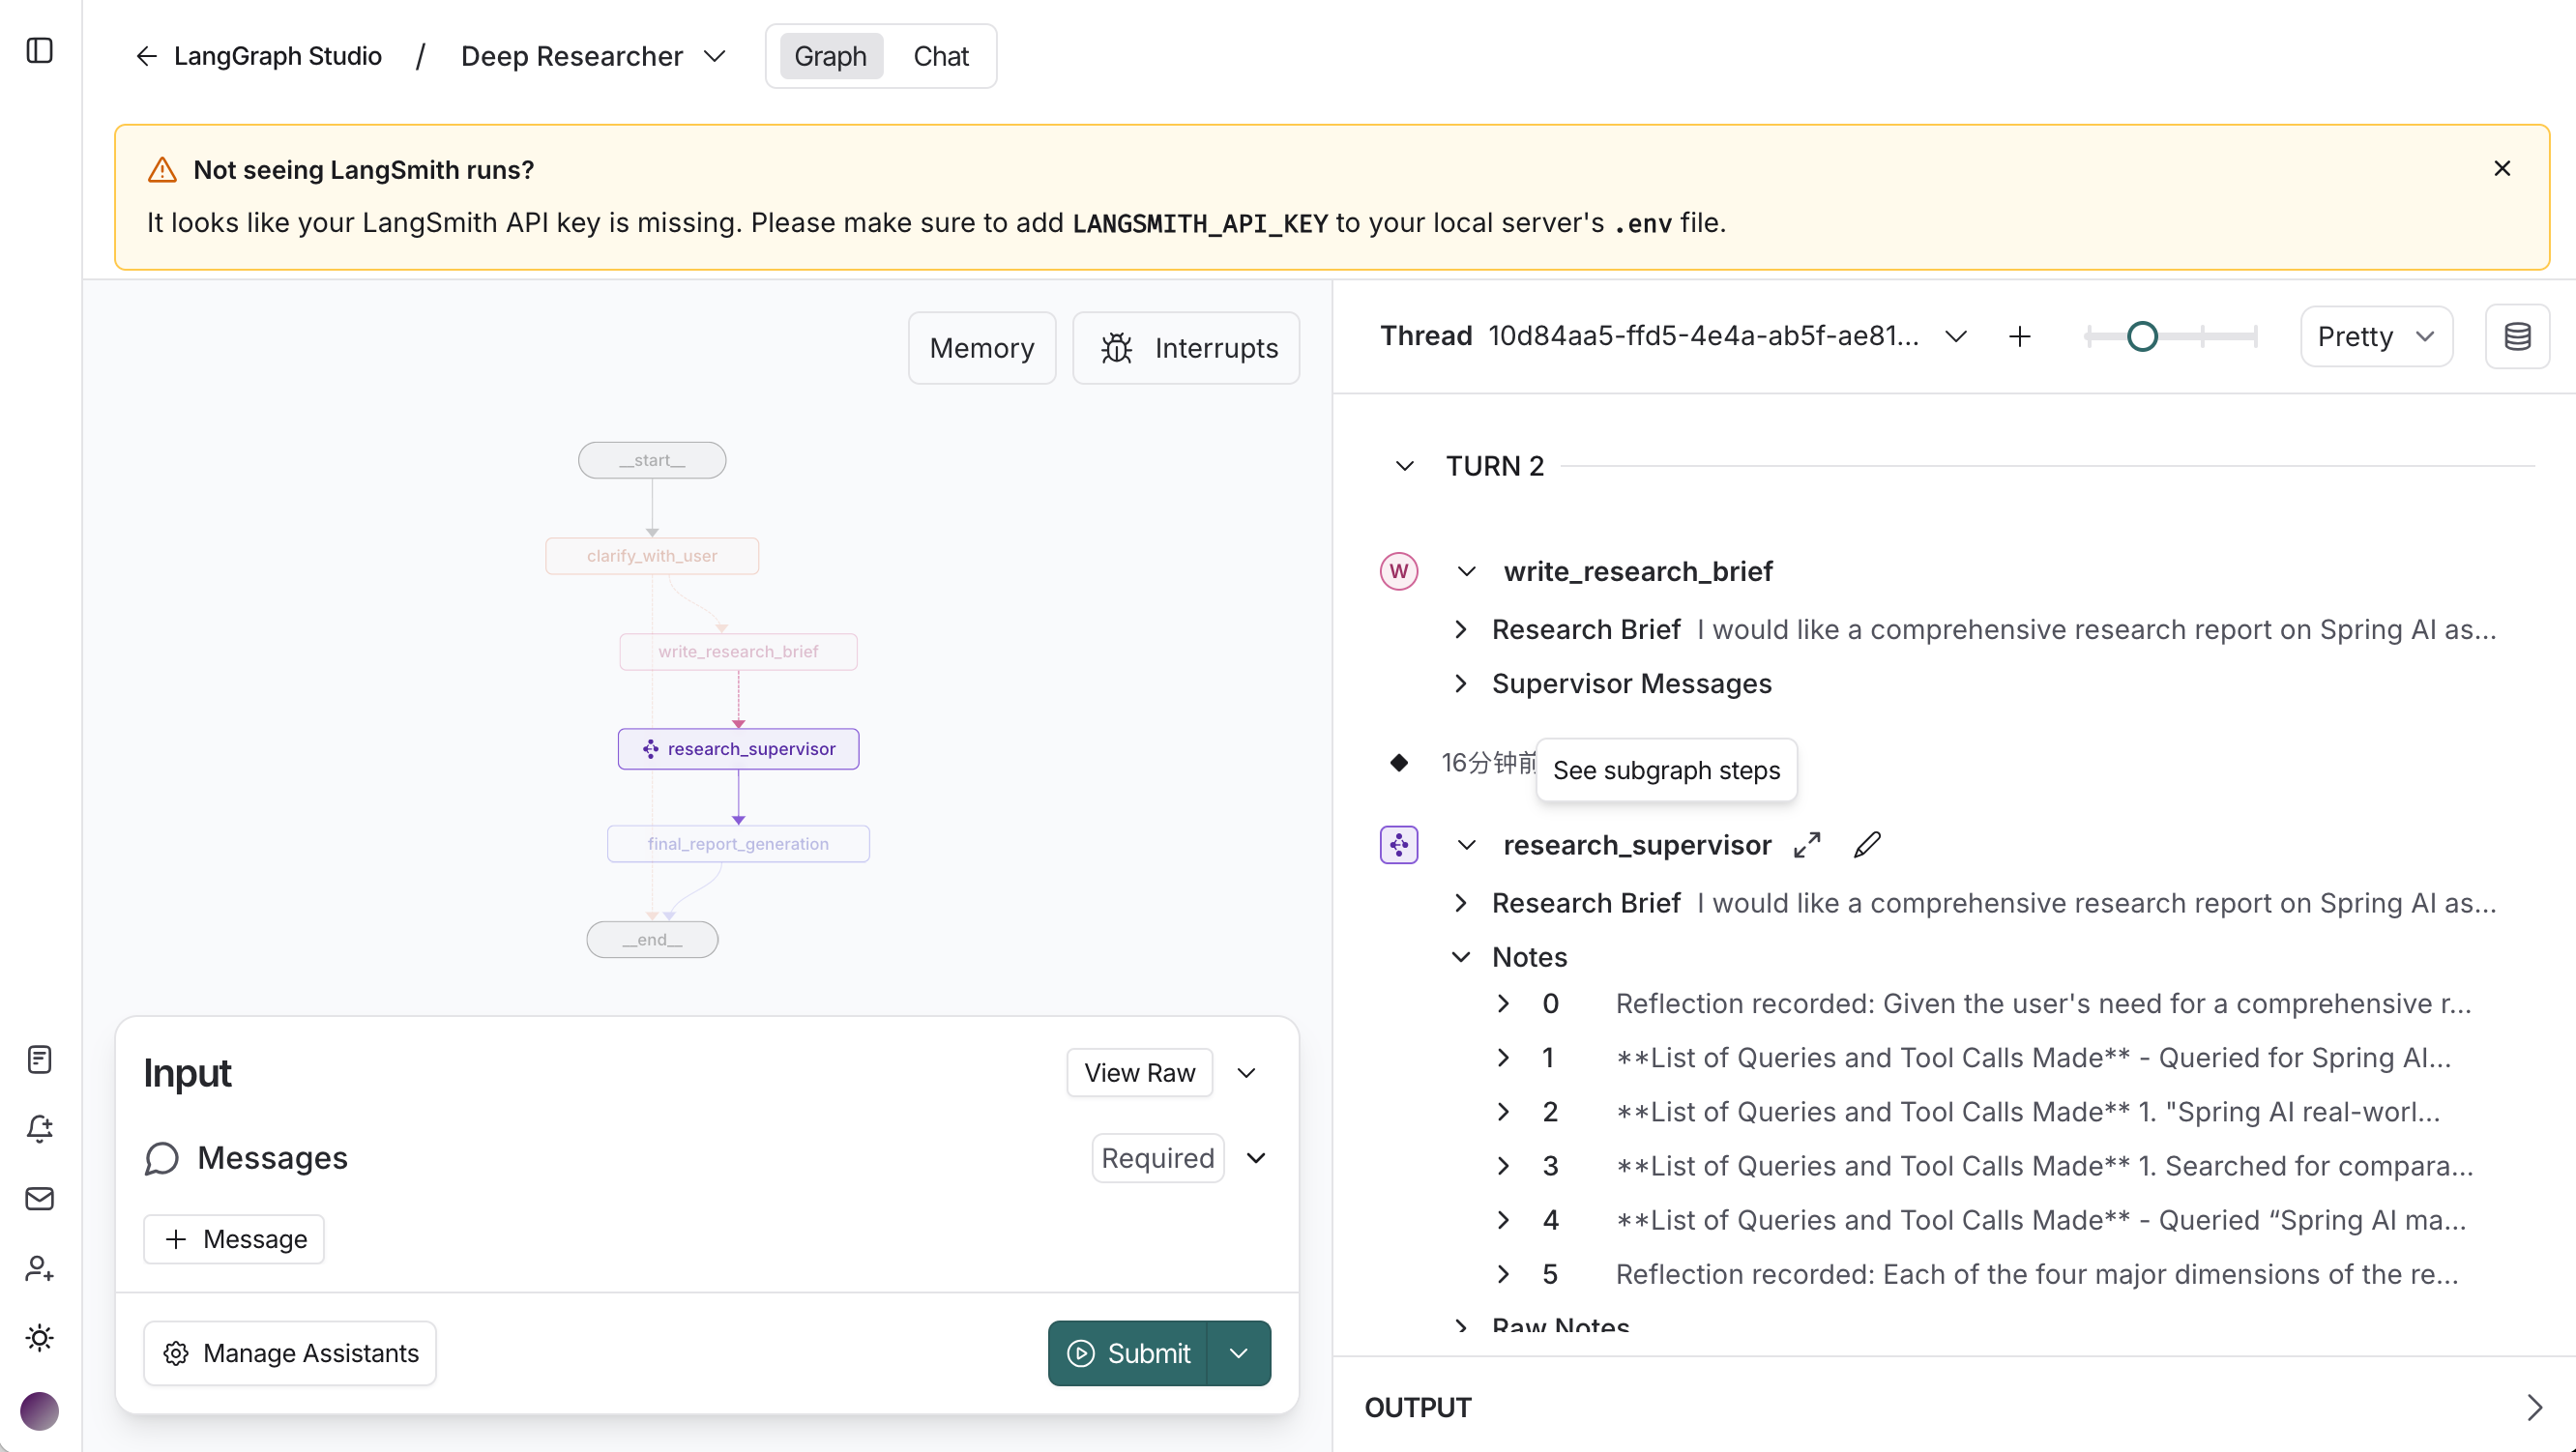 LangGraph Studio / Deep Researcher Graph Chat
Not seeing LangSmith runs?
It looks like your LangSmith API key is missing. Please make sure to add LANGSMITH_API_KEY to your local server's .env file.
Memory Interrupts
__start__
clarify_with_user
write_research_brief
research_supervisor
final_report_generation
__end__
Input View Raw
Messages Required
+ Message
Manage Assistants Submit
Thread 10d84aa5-ffd5-4e4a-ab5f-ae81... + Pretty
TURN 2
W write_research_brief
Research Brief I would like a comprehensive research report on Spring AI as...
Supervisor Messages
16分钟前
See subgraph steps
research_supervisor
Research Brief I would like a comprehensive research report on Spring AI as...
Notes
0 Reflection recorded: Given the user's need for a comprehensive r...
1 **List of Queries and Tool Calls Made** - Queried for Spring AI...
2 **List of Queries and Tool Calls Made** 1. "Spring AI real-worl...
3 **List of Queries and Tool Calls Made** 1. Searched for compara...
4 **List of Queries and Tool Calls Made** - Queried “Spring AI ma...
5 Reflection recorded: Each of the four major dimensions of the re...
Raw Notes
OUTPUT